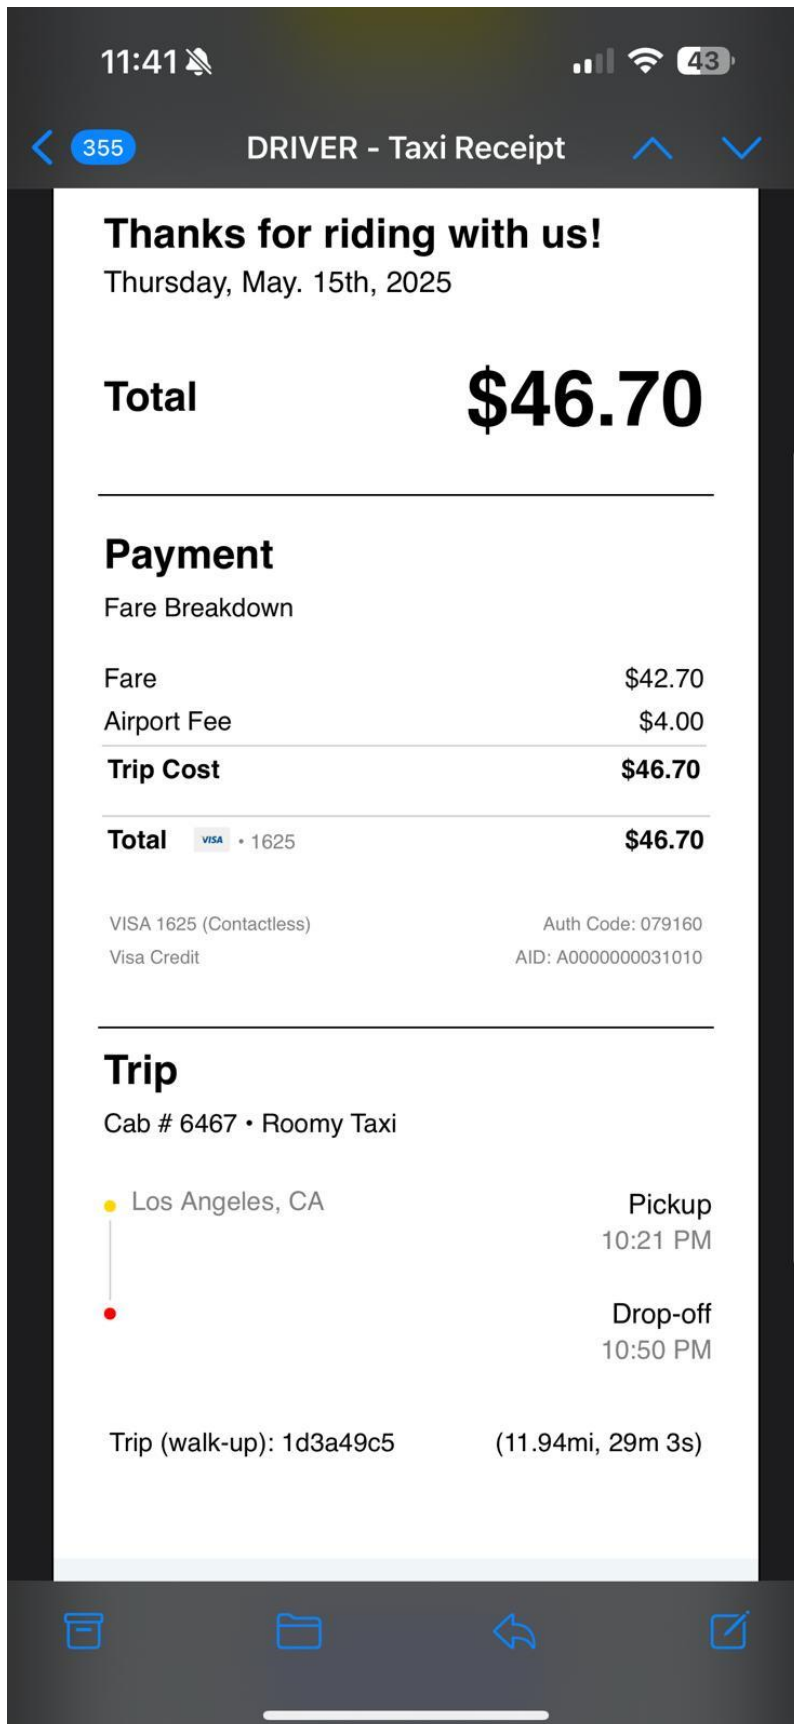 11:41 43
355 DRIVER - Taxi Receipt
Thanks for riding with us!
Thursday, May. 15th, 2025
Total $46.70
Payment
Fare Breakdown
Fare $42.70
Airport Fee $4.00
Trip Cost $46.70
Total VISA • 1625 $46.70
VISA 1625 (Contactless) Auth Code: 079160
Visa Credit AID: A0000000031010
Trip
Cab # 6467 • Roomy Taxi
Los Angeles, CA Pickup
10:21 PM
Drop-off
10:50 PM
Trip (walk-up): 1d3a49c5 (11.94mi, 29m 3s)